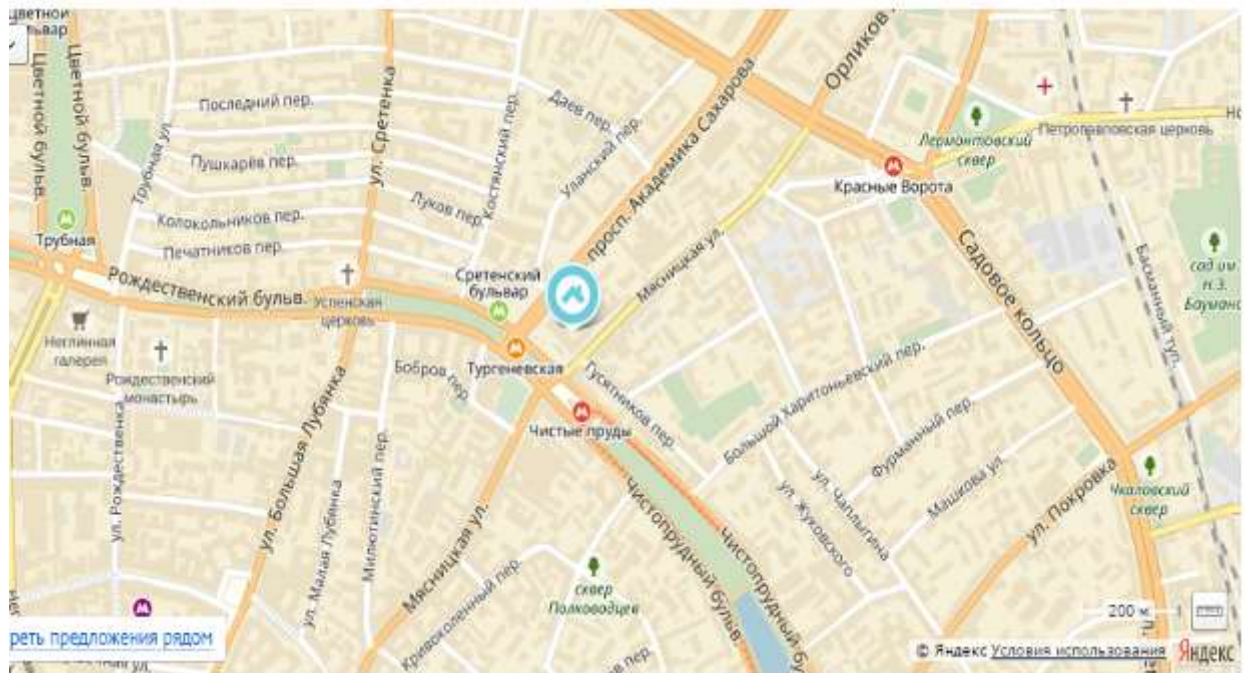 Цветной
бульвар
Цветной бульв.
Цветной бульв.
Трубная ул.
Последний пер.
Пушкарёв пер.
Колокольников пер.
Печатников пер.
Трубная
ул. Сретенка
Луков пер.
Костянский пер.
Даев пер.
Уланский пер.
просп. Академика Сахарова
Орликов
Мясницкая ул.
Красные Ворота
Лермонтовский
сквер
Петропавловская церковь
Садовое кольцо
Басманный туп.
сад им.
Н.Э.
Баумана
Рождественский бульв.
Успенская
церковь
Сретенский
бульвар
Тургеневская
Чистые пруды
Неглинная
галерея
Рождественский
монастырь
ул. Рождественка
ул. Большая Лубянка
ул. Малая Лубянка
Милютинский пер.
Бобров пер.
Гусятников пер.
Большой Харитоньевский пер.
Фурманный пер.
Машкова ул.
ул. Чаплыгина
ул. Жуковского
ул. Покровка
Чкаловский
сквер
Мясницкая ул.
Кривоколенный пер.
сквер
Полководцев
Чистопрудный бульв.
Чистопрудный бу
реть предложения рядом
200 м
© Яндекс Условия использования Яндекс